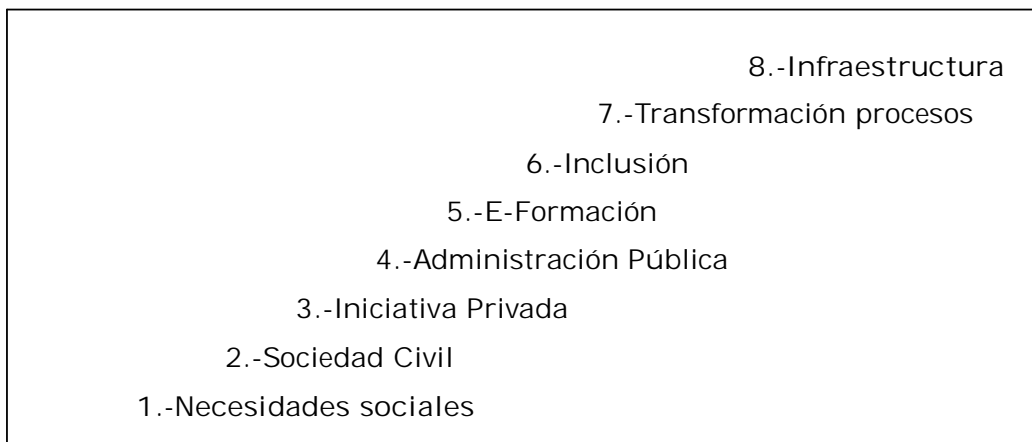 8.-Infraestructura
7.-Transformación procesos
6.-Inclusión
5.-E-Formación
4.-Administración Pública
3.-Iniciativa Privada
2.-Sociedad Civil
1.-Necesidades sociales